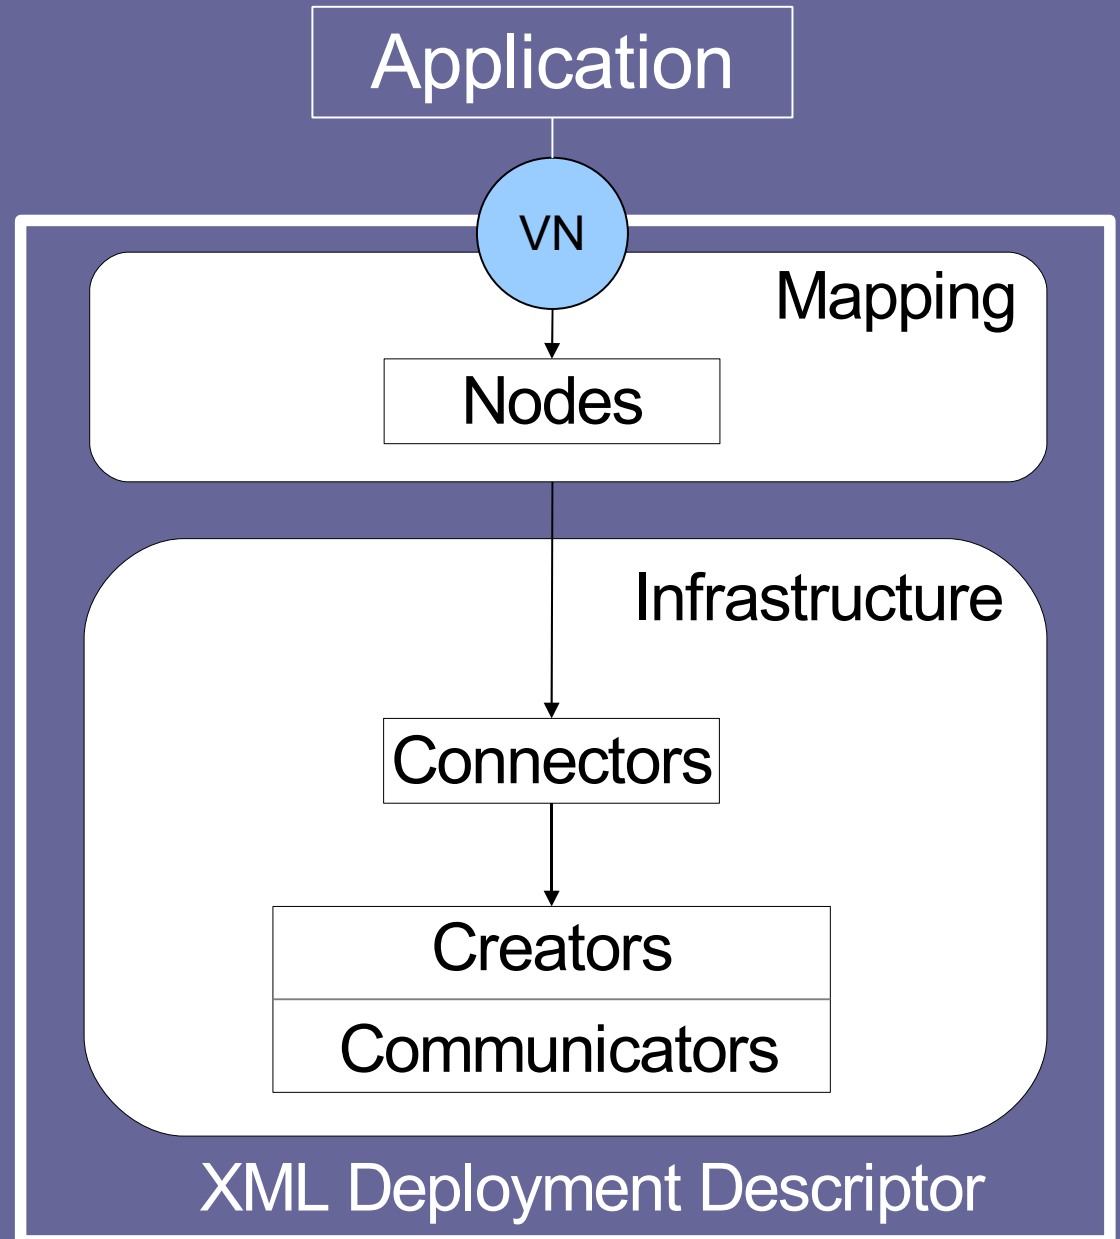 Application
VN
Mapping
Nodes
Infrastructure
Connectors
Creators
Communicators
XML Deployment Descriptor